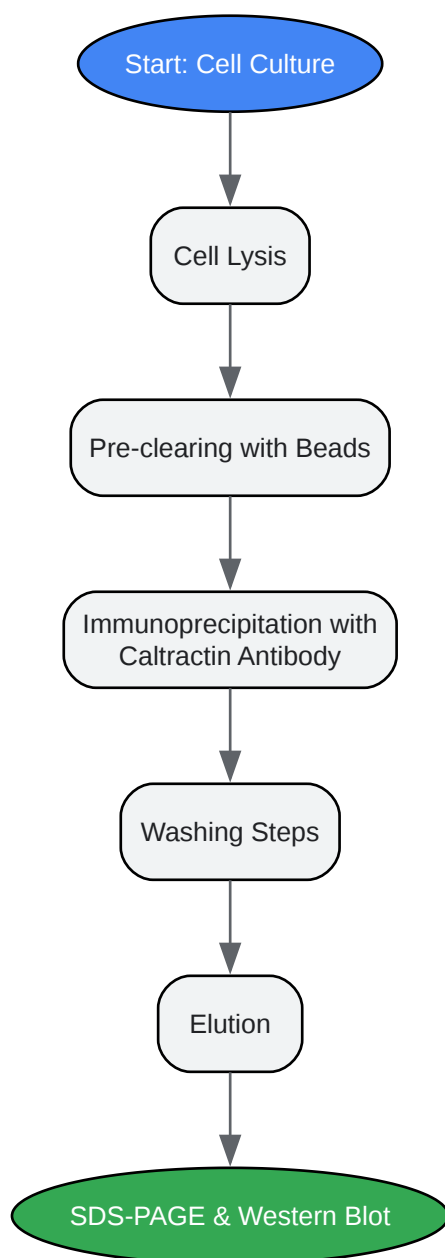 Start: Cell Culture
Cell Lysis
Pre-clearing with Beads
Immunoprecipitation with
Caltractin Antibody
Washing Steps
Elution
SDS-PAGE & Western Blot